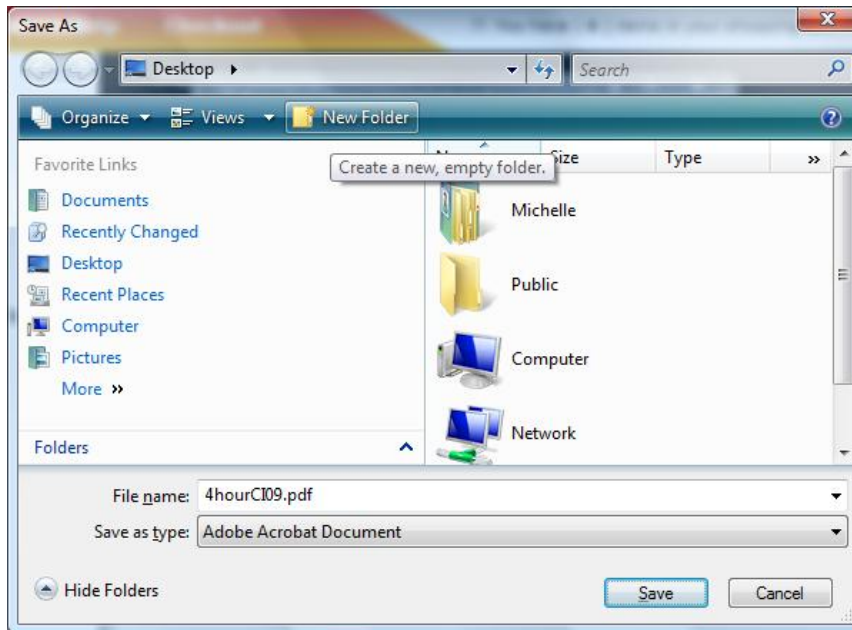 Save As
Desktop
Search
Organize Views New Folder
Create a new, empty folder.
Favorite Links
Size Type »
Documents
Recently Changed
Desktop
Recent Places
Computer
Pictures
More »
Folders
Michelle
Public
Computer
Network
File name: 4hourCI09.pdf
Save as type: Adobe Acrobat Document
Hide Folders
Save Cancel